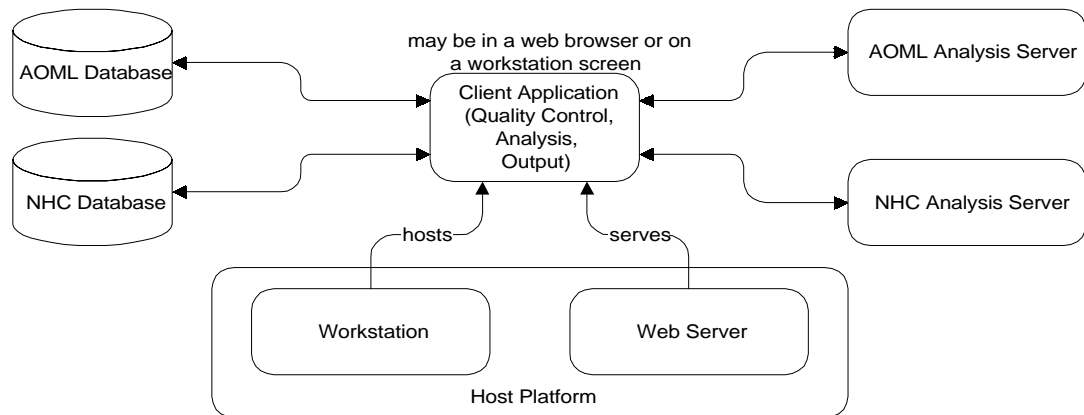 may be in a web browser or on
a workstation screen
AOML Database
Client Application
(Quality Control,
Analysis,
Output)
AOML Analysis Server
NHC Database
NHC Analysis Server
hosts
serves
Workstation
Web Server
Host Platform